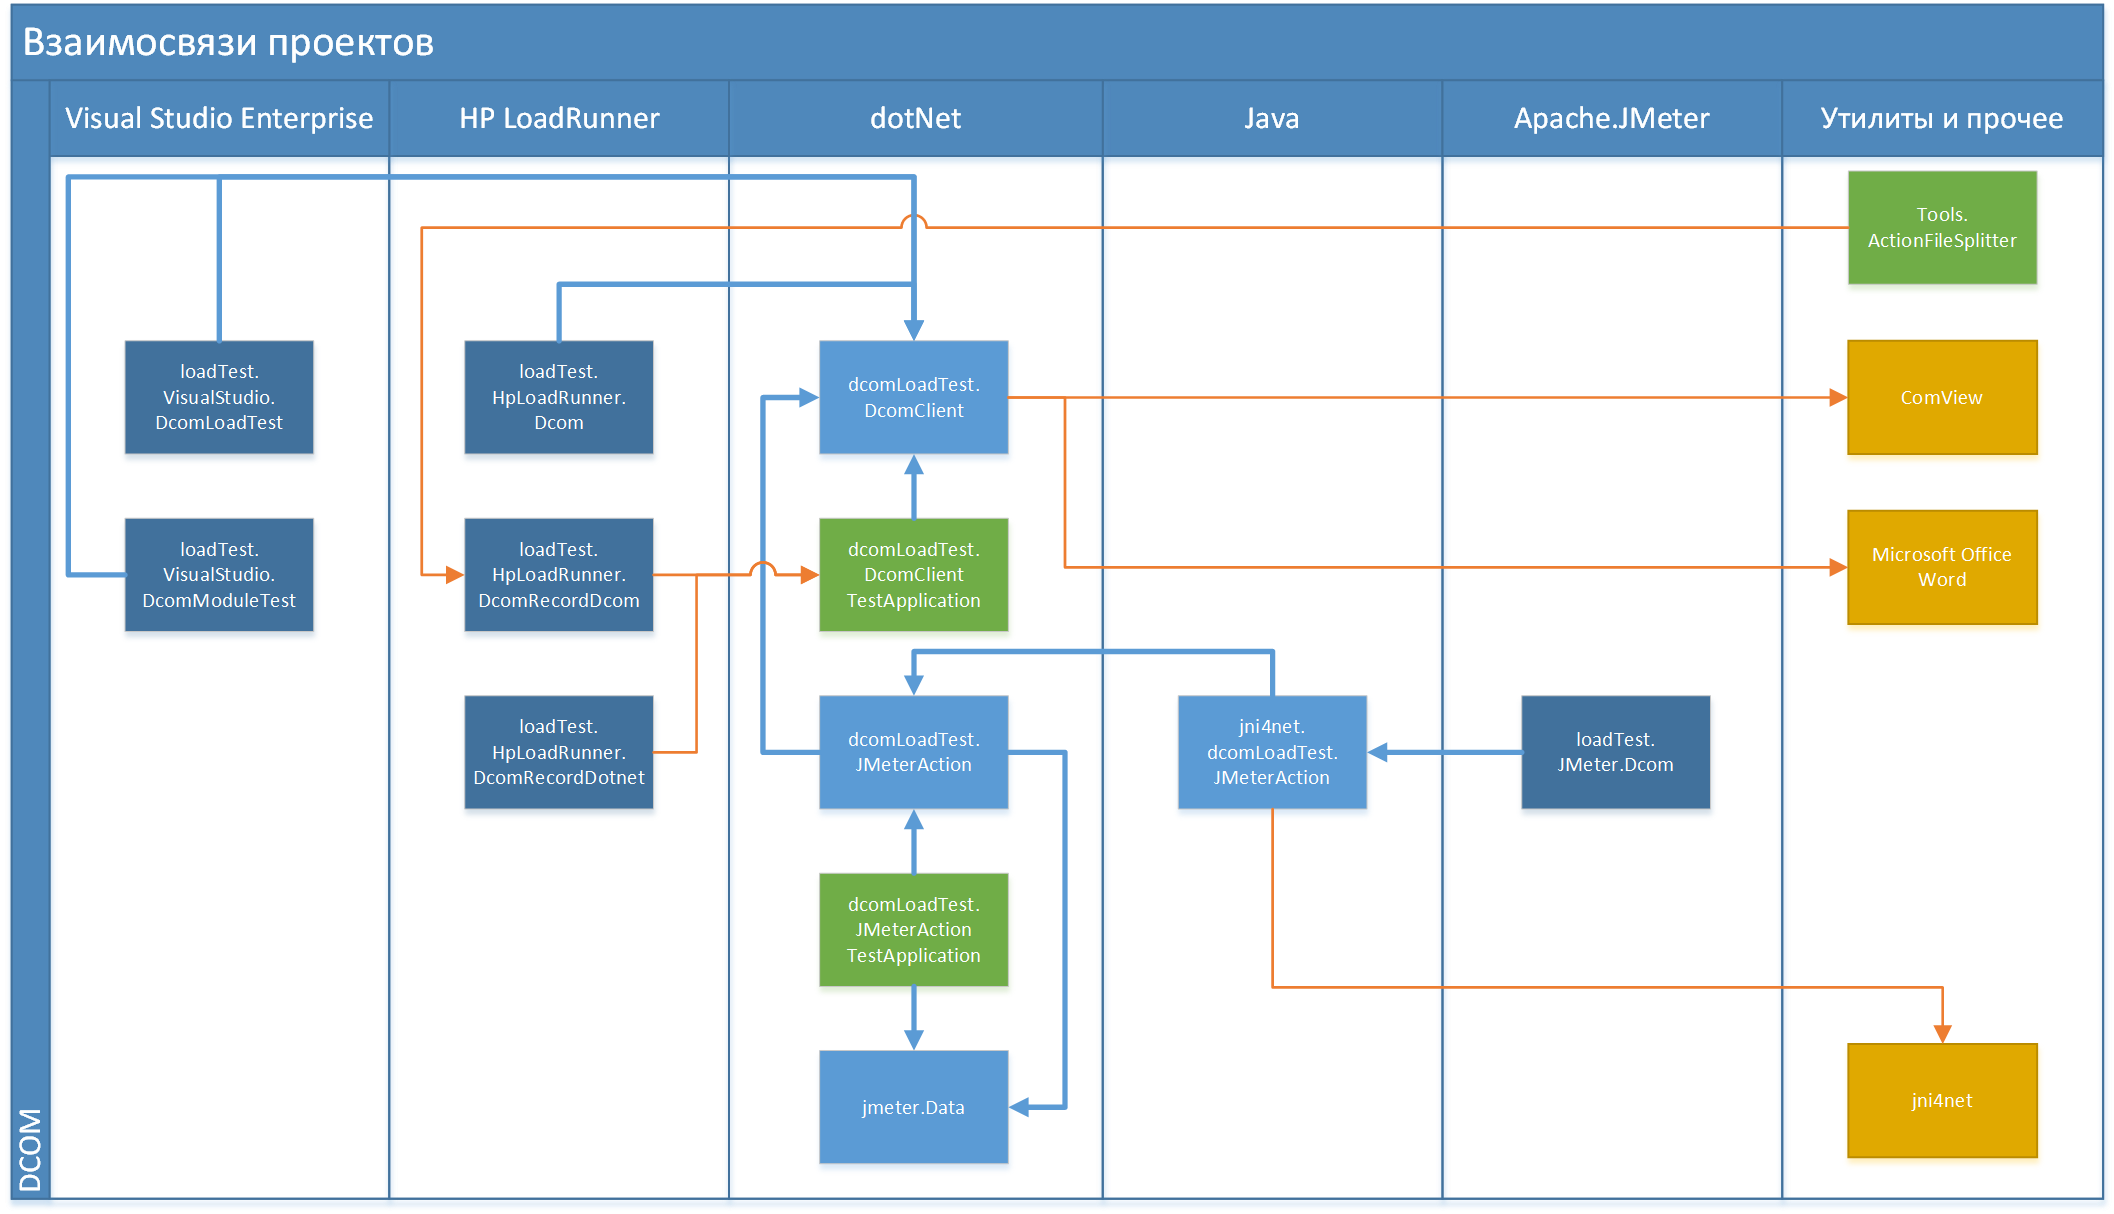 Взаимосвязи проектов
Visual Studio Enterprise
HP LoadRunner
dotNet
Java
Apache.JMeter
Утилиты и прочее
DCOM
Tools.
ActionFileSplitter
loadTest.
VisualStudio.
DcomLoadTest
loadTest.
HpLoadRunner.
Dcom
dcomLoadTest.
DcomClient
ComView
loadTest.
VisualStudio.
DcomModuleTest
loadTest.
HpLoadRunner.
DcomRecordDcom
dcomLoadTest.
DcomClient
TestApplication
Microsoft Office
Word
loadTest.
HpLoadRunner.
DcomRecordDotnet
dcomLoadTest.
JMeterAction
jni4net.
dcomLoadTest.
JMeterAction
loadTest.
JMeter.Dcom
dcomLoadTest.
JMeterAction
TestApplication
jmeter.Data
jni4net